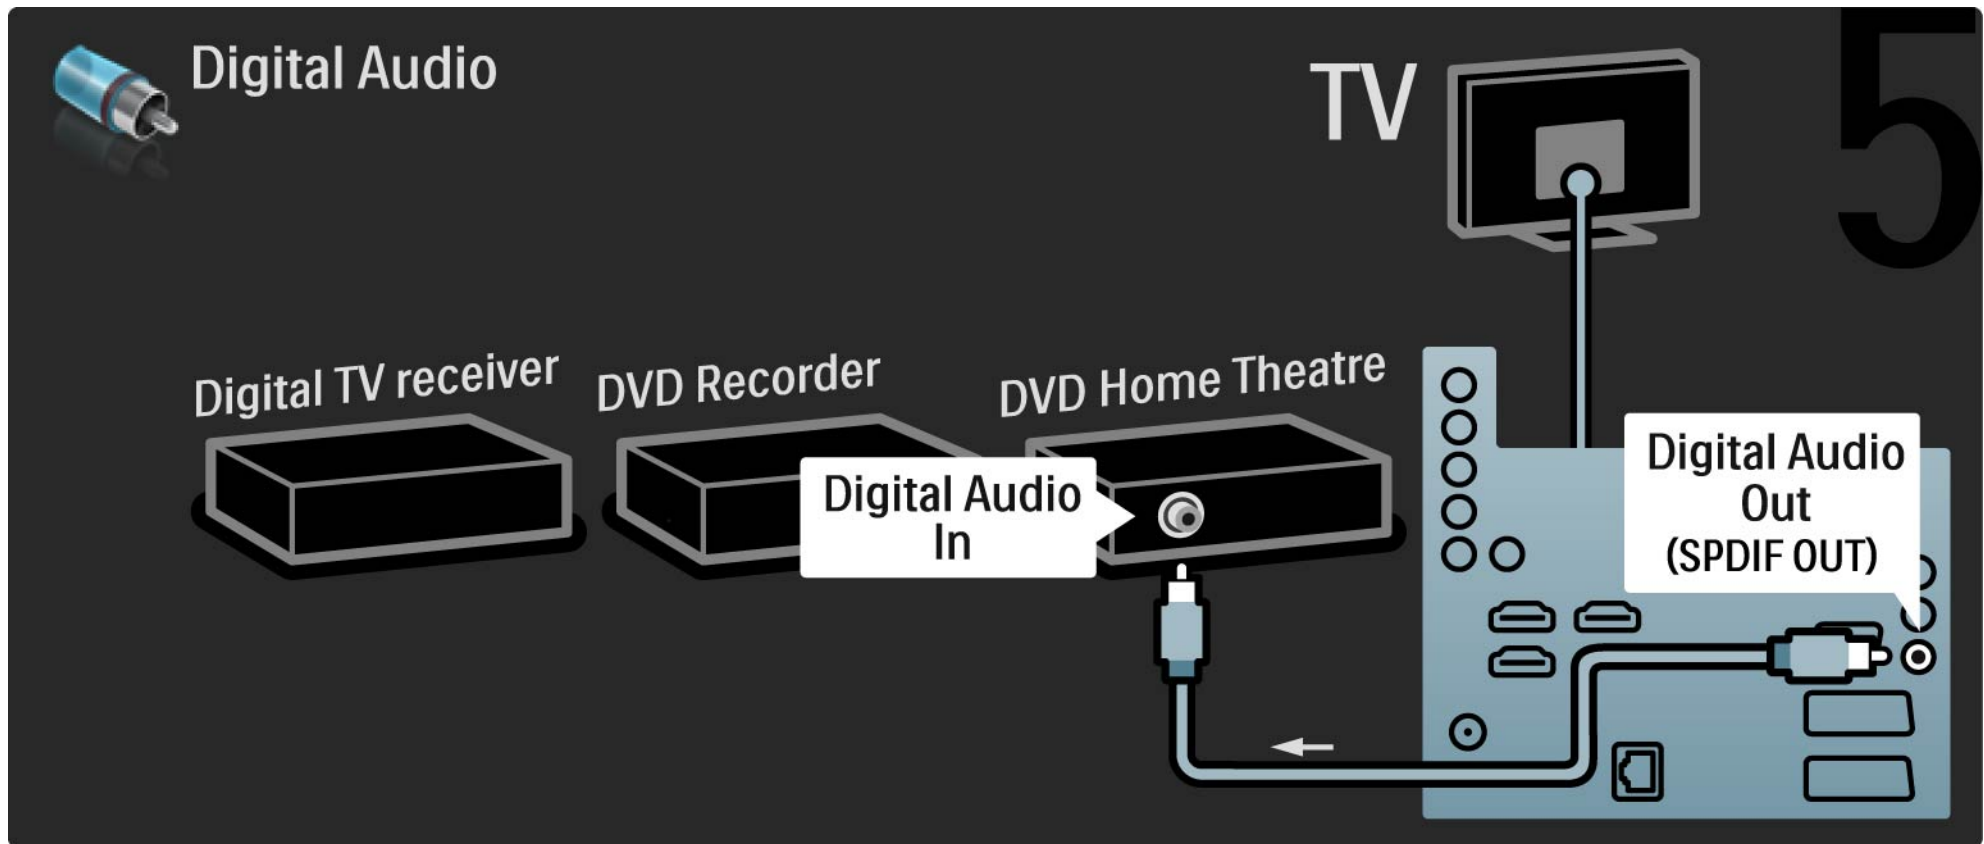 Digital Audio
TV
5
Digital TV receiver
DVD Recorder
DVD Home Theatre
Digital Audio
In
Digital Audio
Out
(SPDIF OUT)